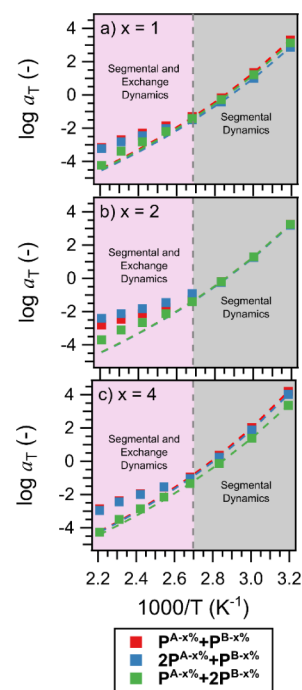 a) x = 1
4
2
0
-2
-4
log aT (-)
Segmental and
Exchange
Dynamics
Segmental
Dynamics
b) x = 2
4
2
0
-2
-4
log aT (-)
Segmental and
Exchange
Dynamics
Segmental
Dynamics
c) x = 4
4
2
0
-2
-4
log aT (-)
Segmental and
Exchange
Dynamics
Segmental
Dynamics
2.2 2.4 2.6 2.8 3.0 3.2
1000/T (K-1)
PA-x%+PB-x%
2PA-x%+PB-x%
PA-x%+2PB-x%